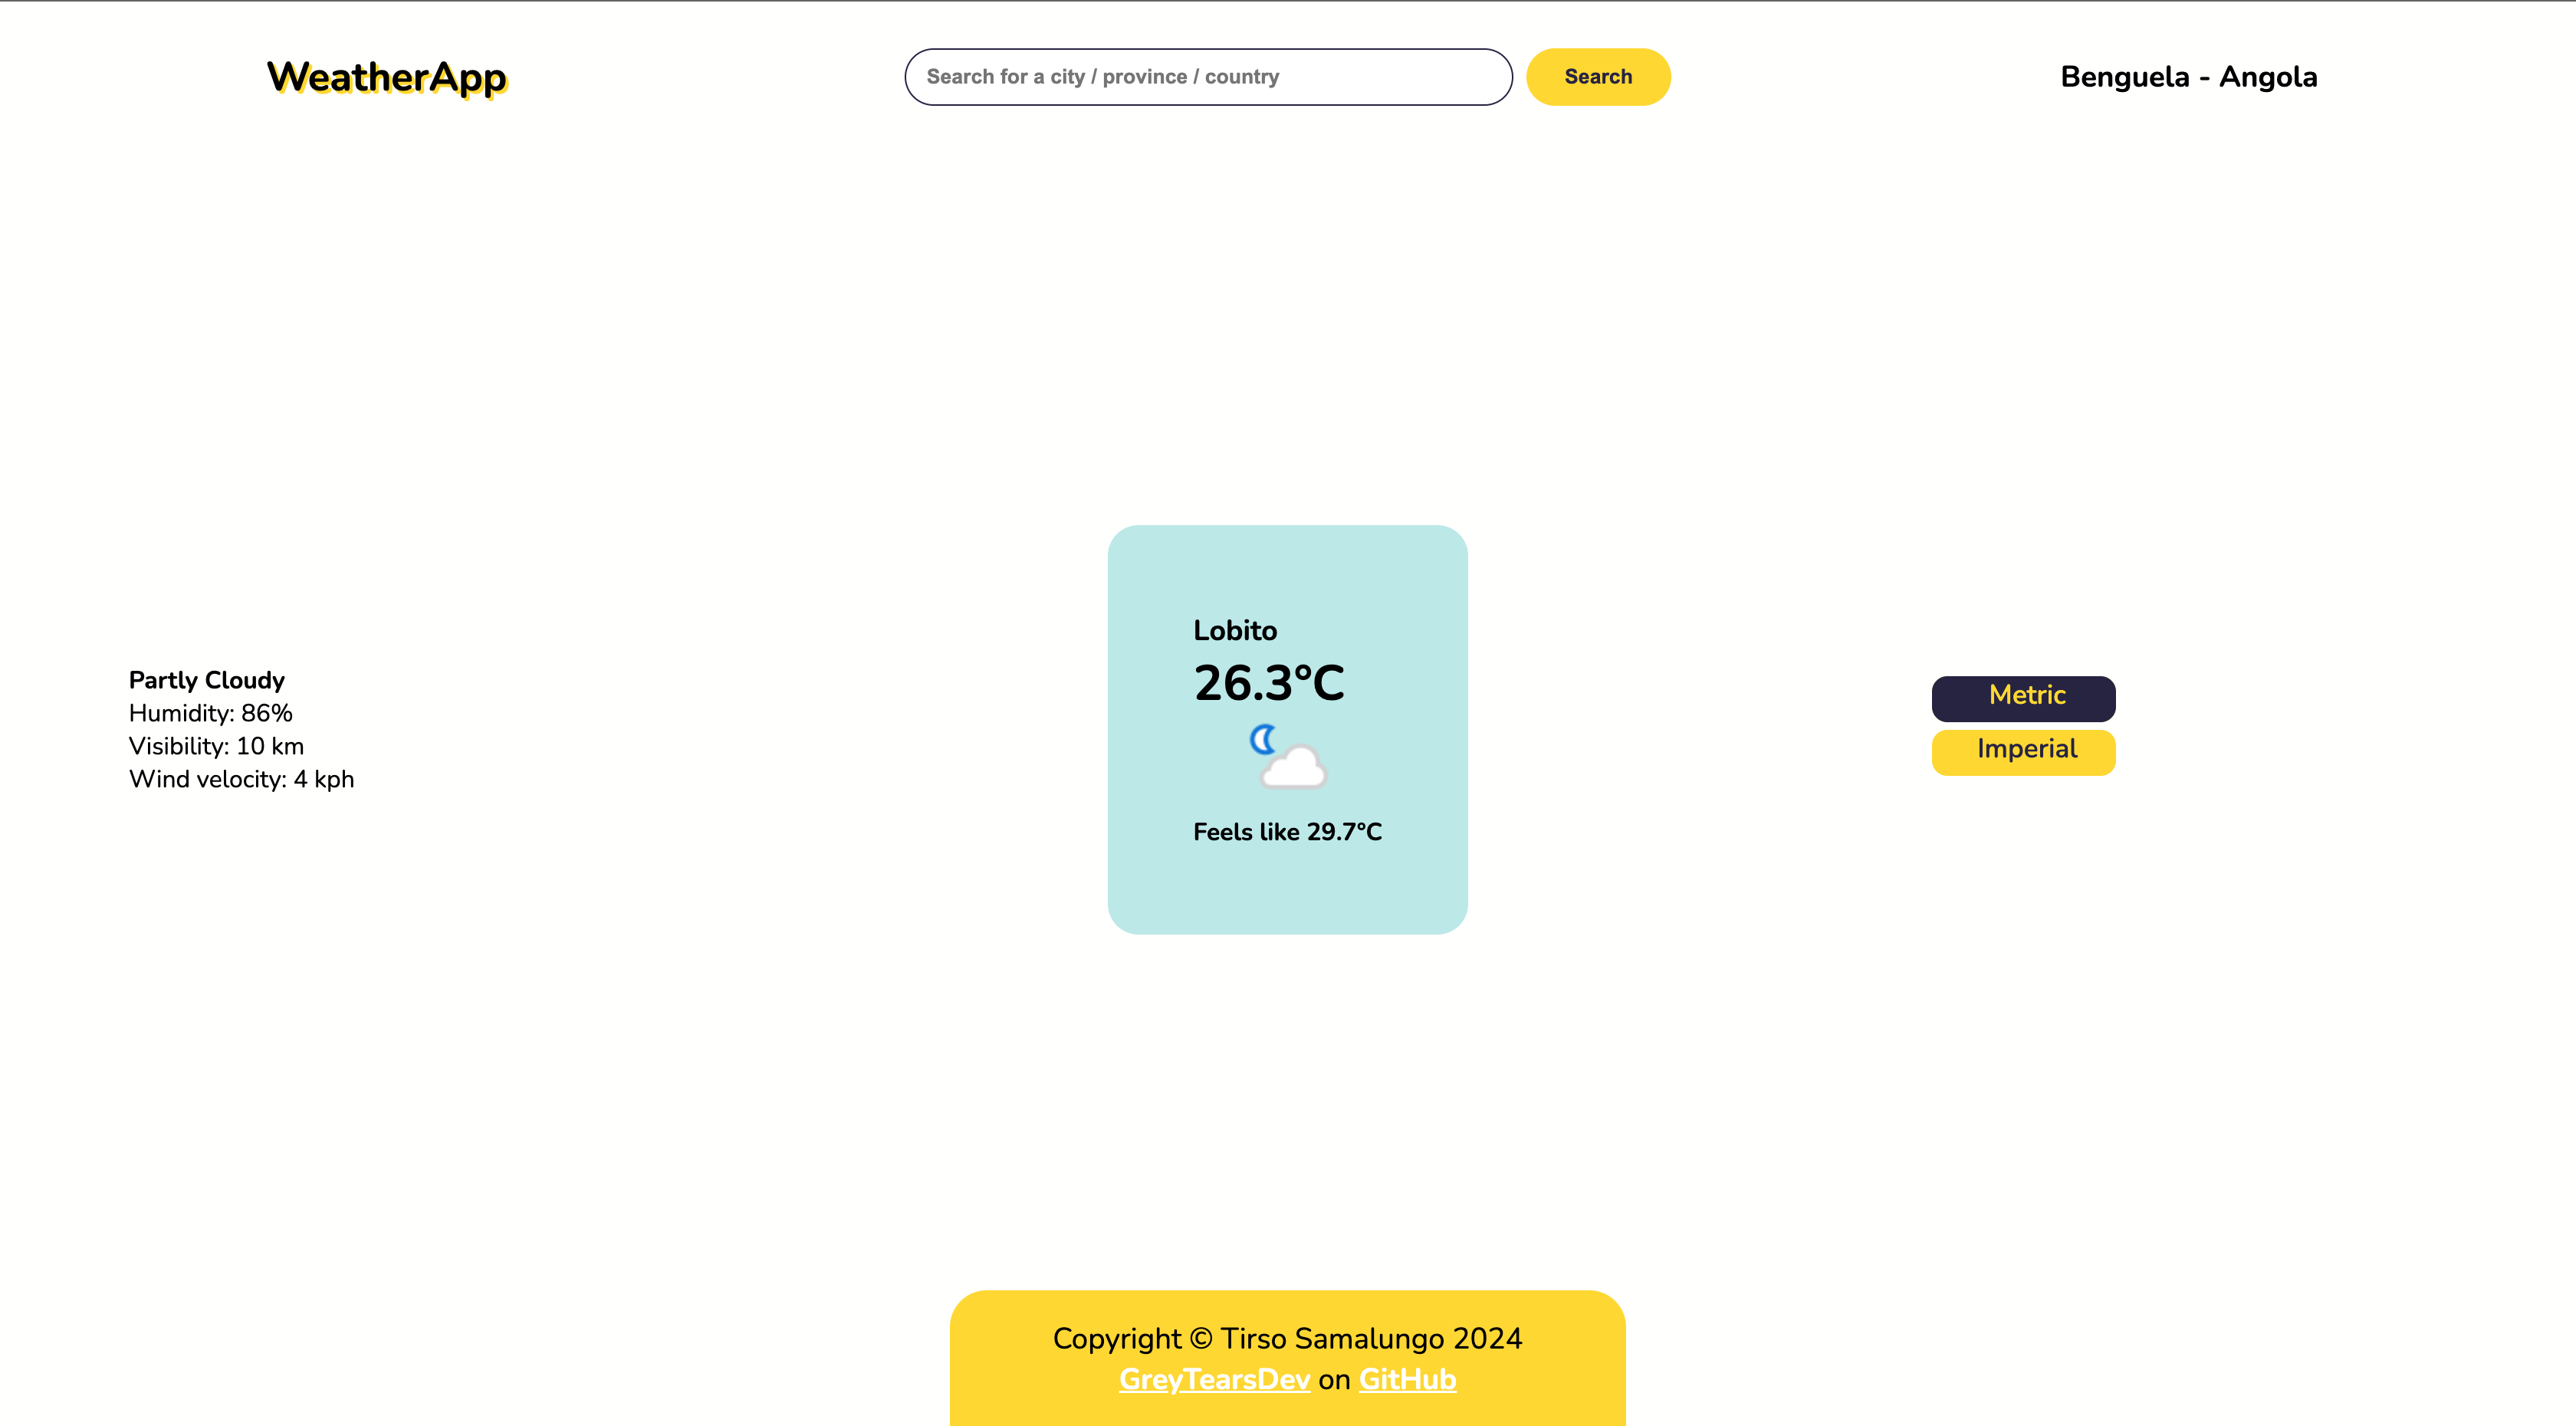 WeatherApp
Search for a city / province / country
Search
Benguela - Angola
Partly Cloudy
Humidity: 86%
Visibility: 10 km
Wind velocity: 4 kph
Lobito
26.3°C
Feels like 29.7°C
Metric
Imperial
Copyright © Tirso Samalungo 2024
GreyTearsDev on GitHub